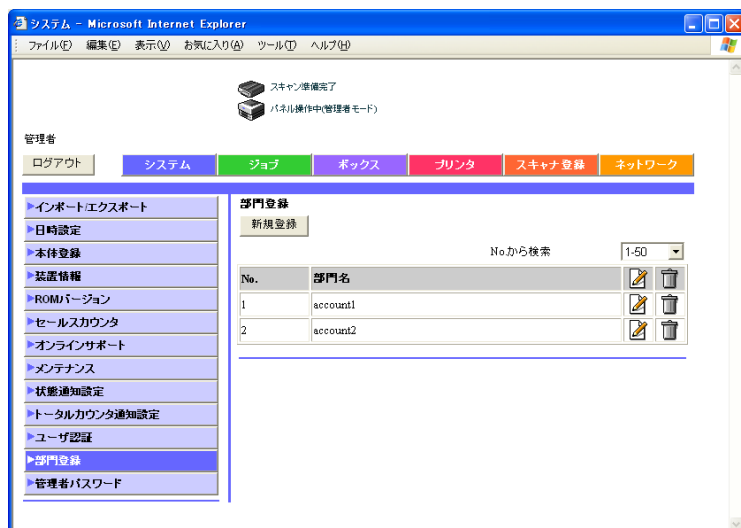 システム - Microsoft Internet Explorer
ファイル(F) 編集(E) 表示(V) お気に入り(A) ツール(T) ヘルプ(H)
スキャン準備完了
パネル操作中(管理者モード)
管理者
ログアウト システム ジョブ ボックス プリンタ スキャナ登録 ネットワーク
インポート/エクスポート
日時設定
本体登録
装置情報
ROMバージョン
セールスカウンタ
オンラインサポート
メンテナンス
状態通知設定
トータルカウンタ通知設定
ユーザ認証
部門登録
管理者パスワード
部門登録
新規登録
No.から検索 1-50
No. 部門名
1 account1
2 account2